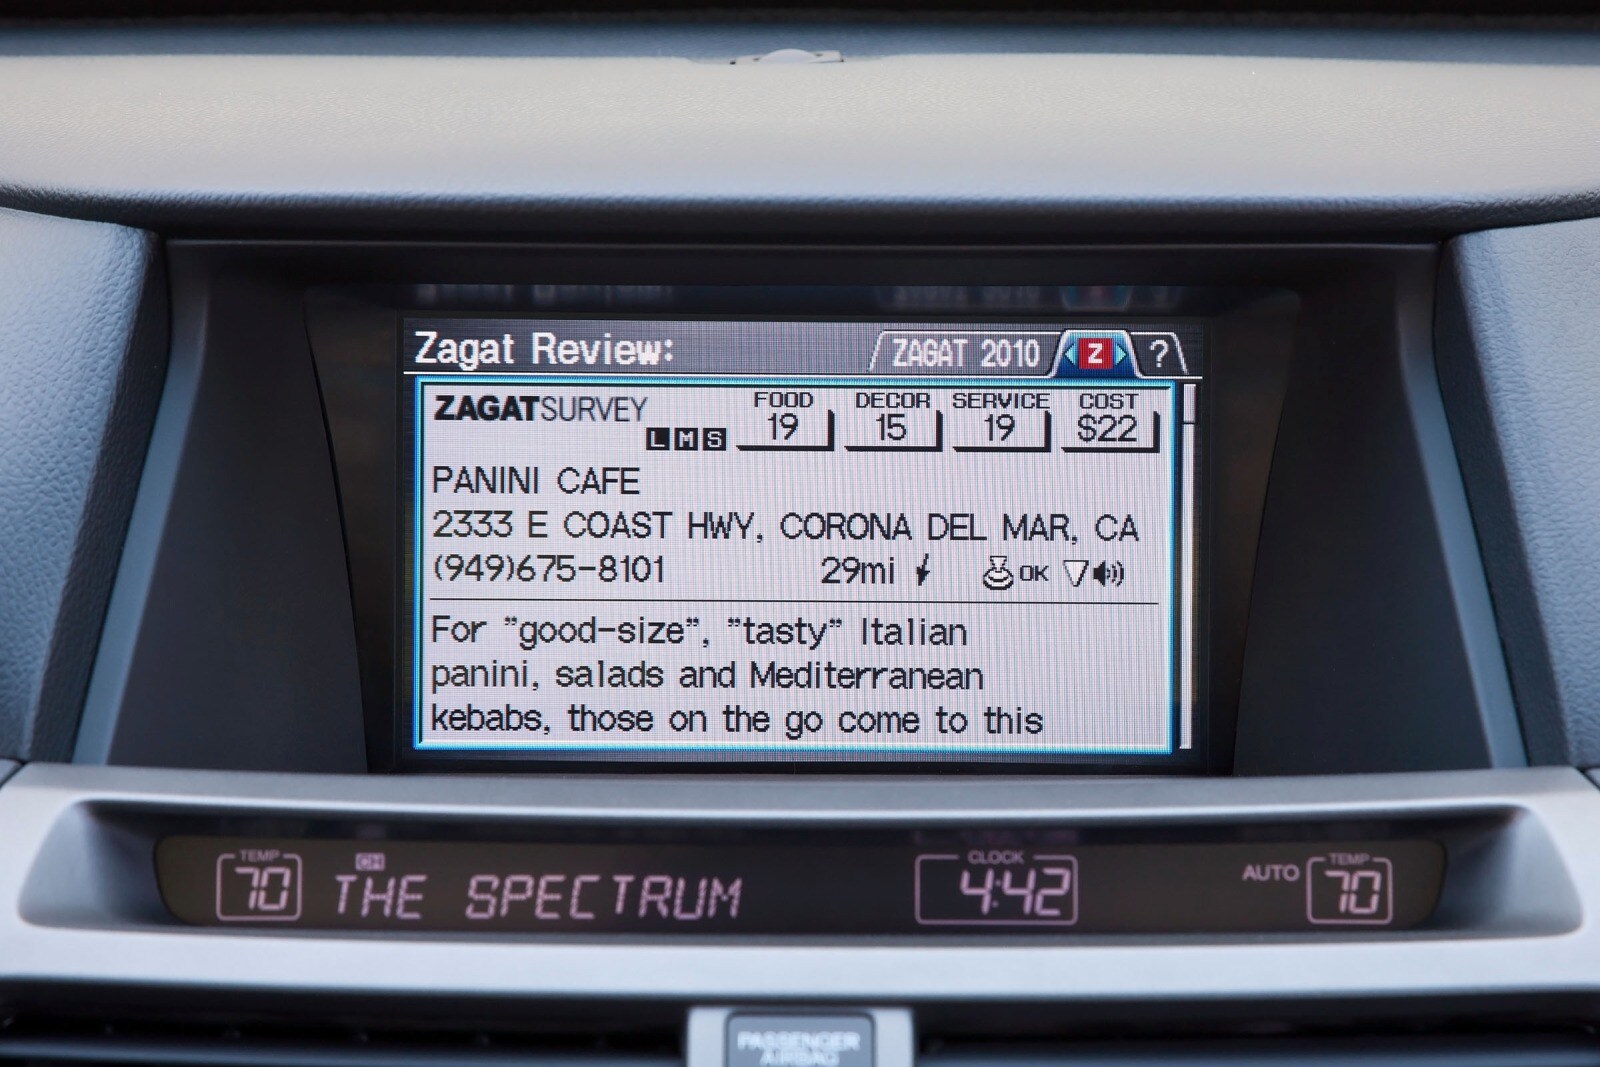 Zagat Review: ZAGAT 2010 Z ?
ZAGATSURVEY L M S FOOD 19 DECOR 15 SERVICE 19 COST $22
PANINI CAFE
2333 E COAST HWY, CORONA DEL MAR, CA
(949)675-8101 29mi OK
For "good-size", "tasty" Italian
panini, salads and Mediterranean
kebabs, those on the go come to this
TEMP CH CLOCK AUTO TEMP
70 THE SPECTRUM 4:42 70
PASSENGER
AIRBAG